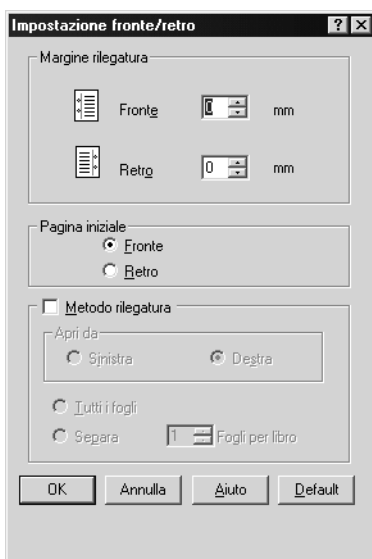 Impostazione fronte/retro
Margine rilegatura
Fronte 0 mm
Retro 0 mm
Pagina iniziale
Fronte
Retro
Metodo rilegatura
Apri da
Sinistra Destra
Tutti i fogli
Separa 1 Fogli per libro
OK Annulla Aiuto Default